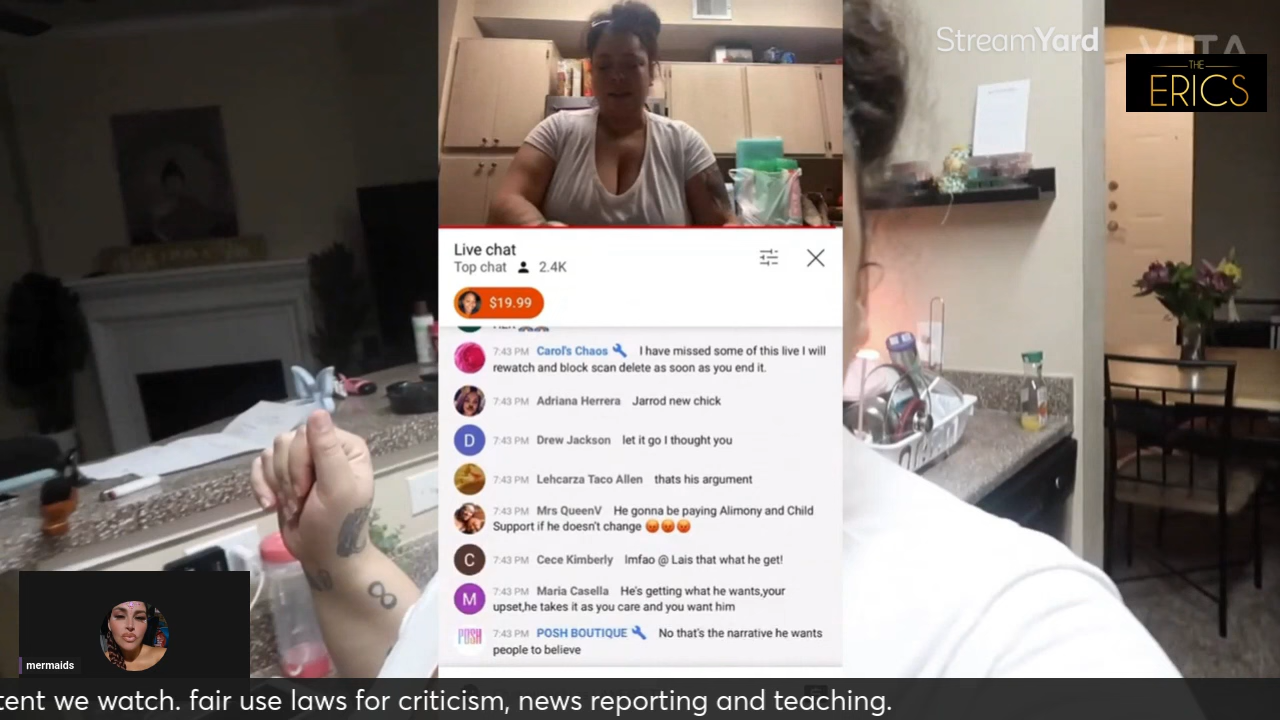 StreamYard
VITA
THE
ERICS
Live chat
Top chat 2.4K
$19.99
7:43 PM Carol's Chaos I have missed some of this live I will
rewatch and block scan delete as soon as you end it.
7:43 PM Adriana Herrera Jarrod new chick
D 7:43 PM Drew Jackson let it go I thought you
7:43 PM Lehcarza Taco Allen thats his argument
7:43 PM Mrs QueenV He gonna be paying Alimony and Child
Support if he doesn't change 😡😡😡
C 7:43 PM Cece Kimberly lmfao @ Lais that what he get!
M 7:43 PM Maria Casella He's getting what he wants,your
upset,he takes it as you care and you want him
POSH 7:43 PM POSH BOUTIQUE No that's the narrative he wants
people to believe
mermaids
tent we watch. fair use laws for criticism, news reporting and teaching.